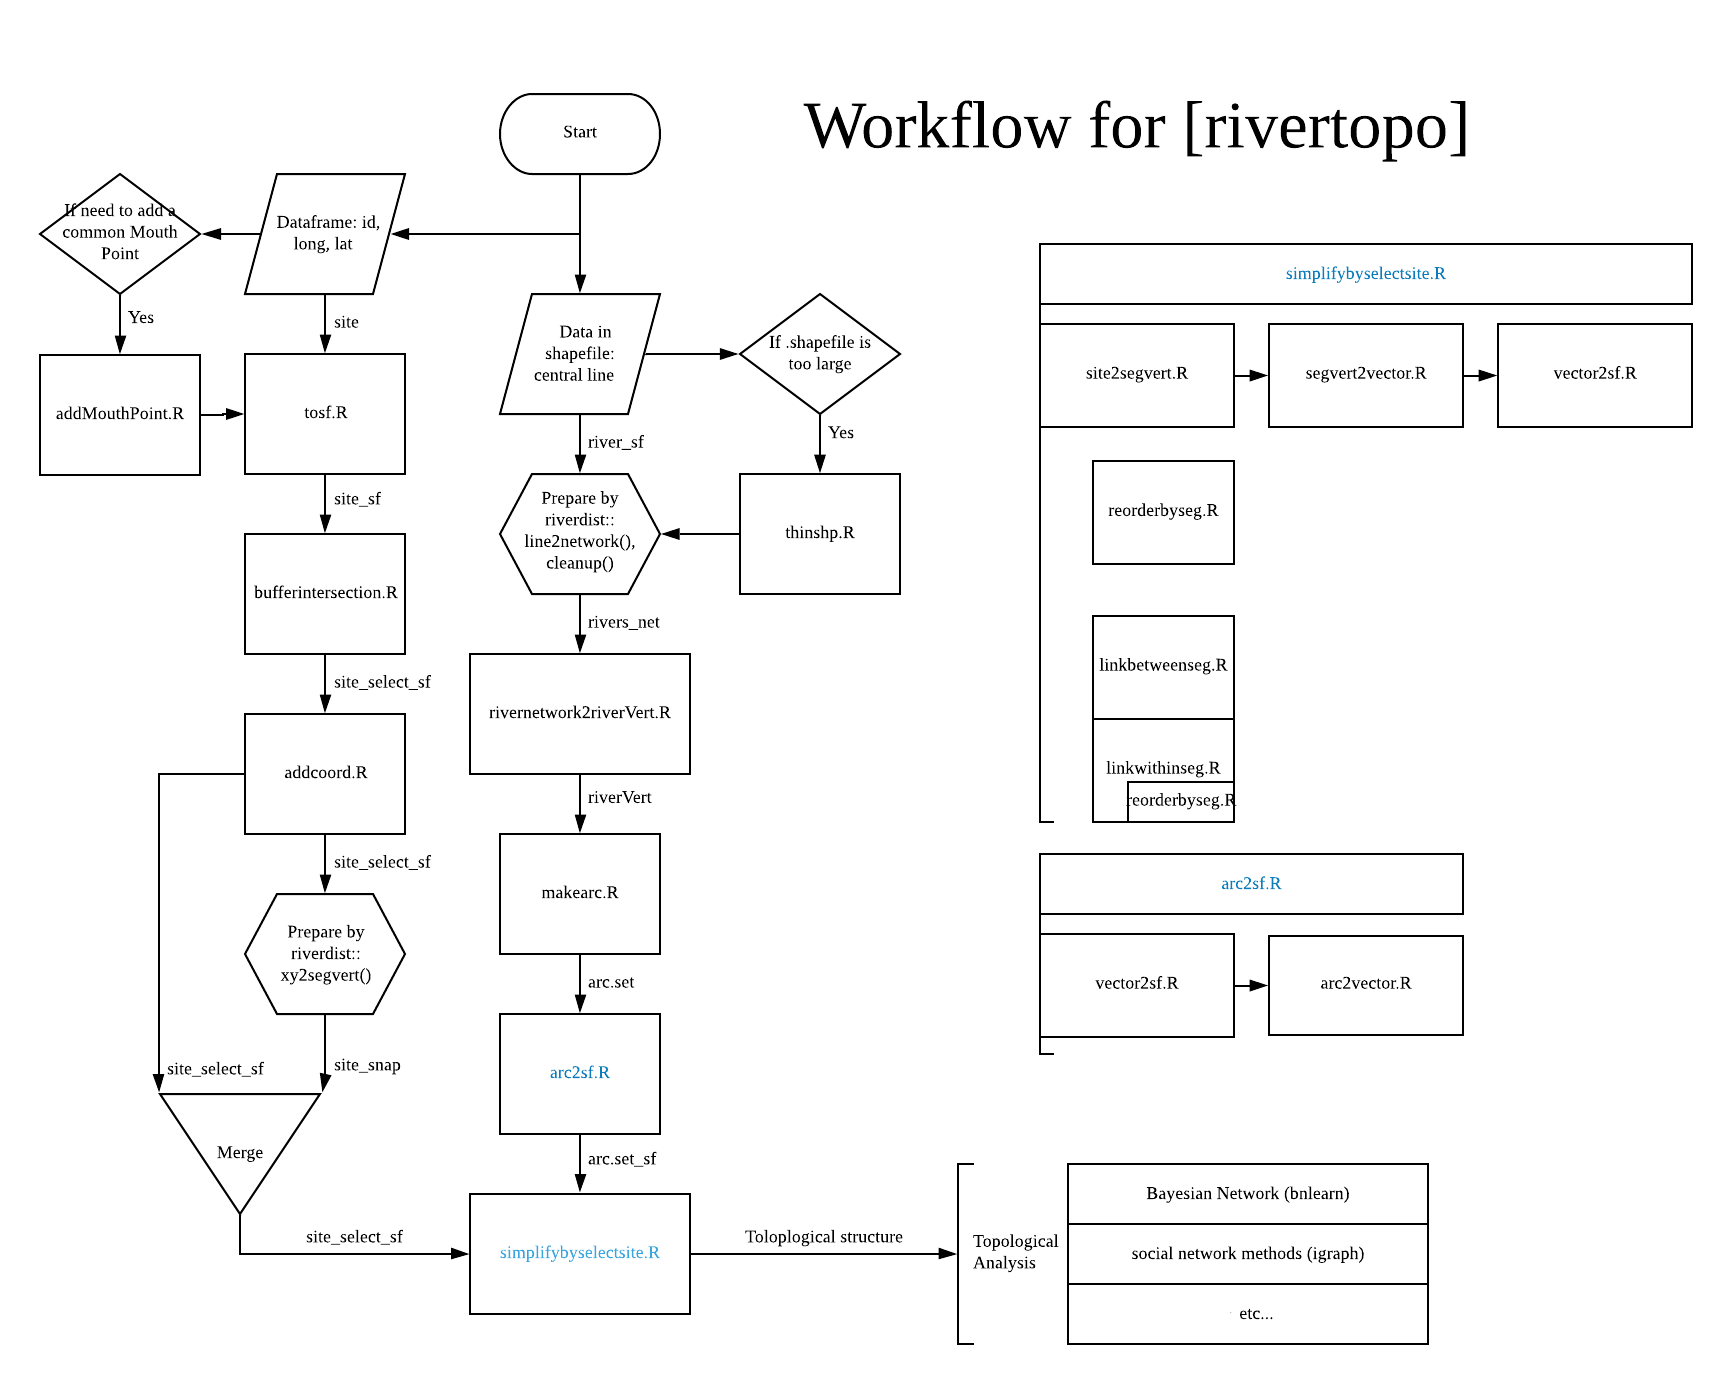 Workflow for [rivertopo]
Start
If need to add a
common Mouth
Point
Dataframe: id,
long, lat
Yes
site
addMouthPoint.R
tosf.R
site_sf
bufferintersection.R
site_select_sf
addcoord.R
site_select_sf
Prepare by
riverdist::
xy2segvert()
site_select_sf
site_snap
Merge
site_select_sf
Data in
shapefile:
central line
If .shapefile is
too large
river_sf
Yes
Prepare by
riverdist::
line2network(),
cleanup()
thinshp.R
rivers_net
rivernetwork2riverVert.R
riverVert
makearc.R
arc.set
arc2sf.R
arc.set_sf
simplifybyselectsite.R
Toloplogical structure
Topological
Analysis
Bayesian Network (bnlearn)
social network methods (igraph)
etc...
simplifybyselectsite.R
site2segvert.R
segvert2vector.R
vector2sf.R
reorderbyseg.R
linkbetweenseg.R
linkwithinseg.R
reorderbyseg.R
arc2sf.R
vector2sf.R
arc2vector.R